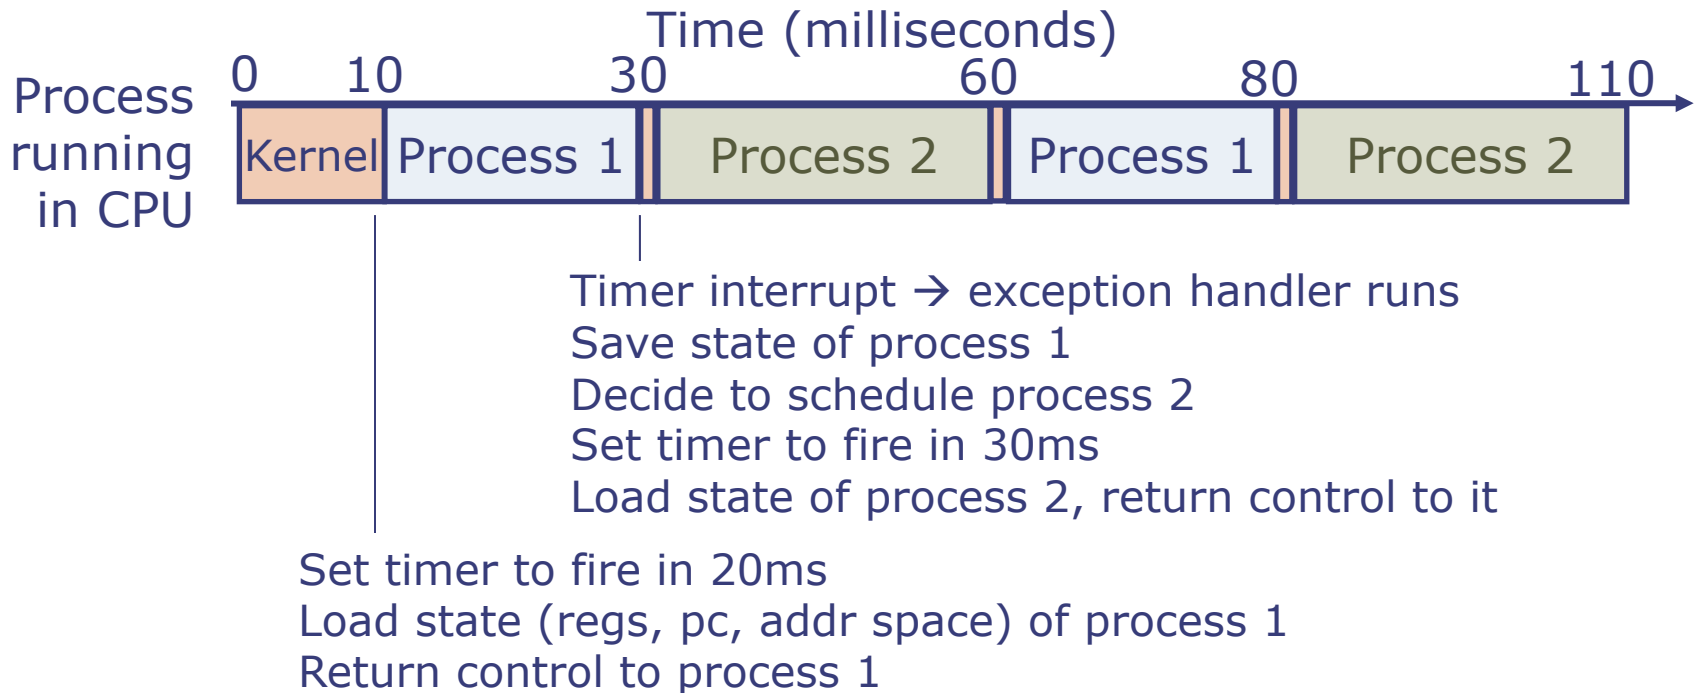 Time (milliseconds)
0 10 30 60 80 110
Process
running
in CPU
Kernel Process 1 Process 2 Process 1 Process 2
Timer interrupt → exception handler runs
Save state of process 1
Decide to schedule process 2
Set timer to fire in 30ms
Load state of process 2, return control to it
Set timer to fire in 20ms
Load state (regs, pc, addr space) of process 1
Return control to process 1